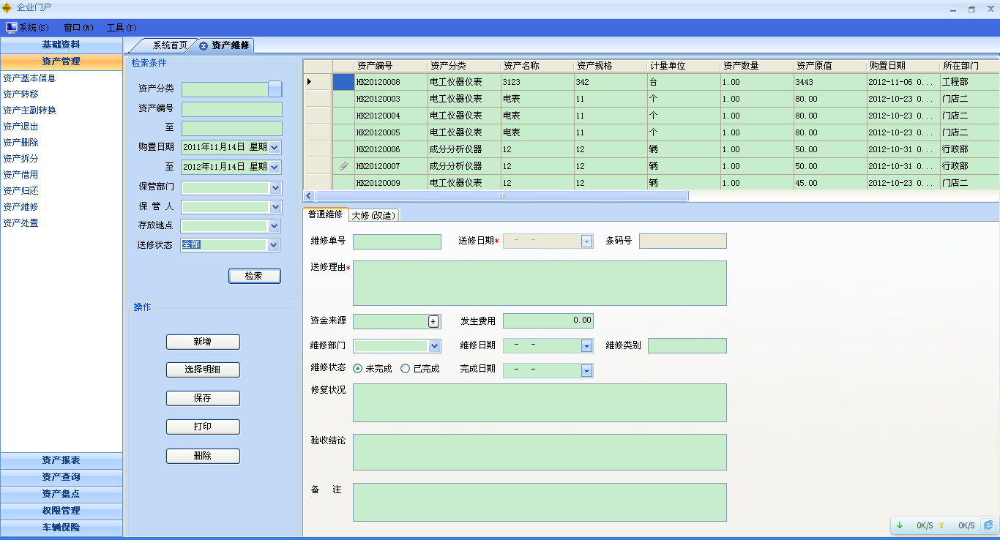 企业门户
系统(S) 窗口(W) 工具(T)
基础资料
资产管理
资产基本信息
资产转移
资产主副转换
资产退出
资产删除
资产拆分
资产借用
资产归还
资产维修
资产处置
资产报表
资产查询
资产盘点
权限管理
车辆保险
系统首页 资产维修
检索条件
资产分类
资产编号
至
购置日期 2011年11月14日 星期
至 2012年11月14日 星期
保管部门
保 管 人
存放地点
送修状态 全部
检索
操作
新增
选择明细
保存
打印
删除
资产编号 资产分类 资产名称 资产规格 计量单位 资产数量 资产原值 购置日期 所在部门
HK20120008 电工仪器仪表 3123 342 台 1.00 3443 2012-11-06 0... 工程部
HK20120003 电工仪器仪表 电表 11 个 1.00 80.00 2012-10-23 0... 门店二
HK20120004 电工仪器仪表 电表 11 个 1.00 80.00 2012-10-23 0... 门店二
HK20120005 电工仪器仪表 电表 11 个 1.00 80.00 2012-10-23 0... 门店二
HK20120006 成分分析仪器 12 12 辆 1.00 50.00 2012-10-31 0... 行政部
HK20120007 成分分析仪器 12 12 辆 1.00 50.00 2012-10-31 0... 行政部
HK20120009 电工仪器仪表 12 12 辆 1.00 45.00 2012-10-23 0... 门店二
普通维修 大修(改造)
维修单号 送修日期* - - 条码号
送修理由*
资金来源 + 发生费用 0.00
维修部门 维修日期 - - 维修类别
维修状态 未完成 已完成 完成日期 - -
修复状况
验收结论
备 注
0K/S 0K/S